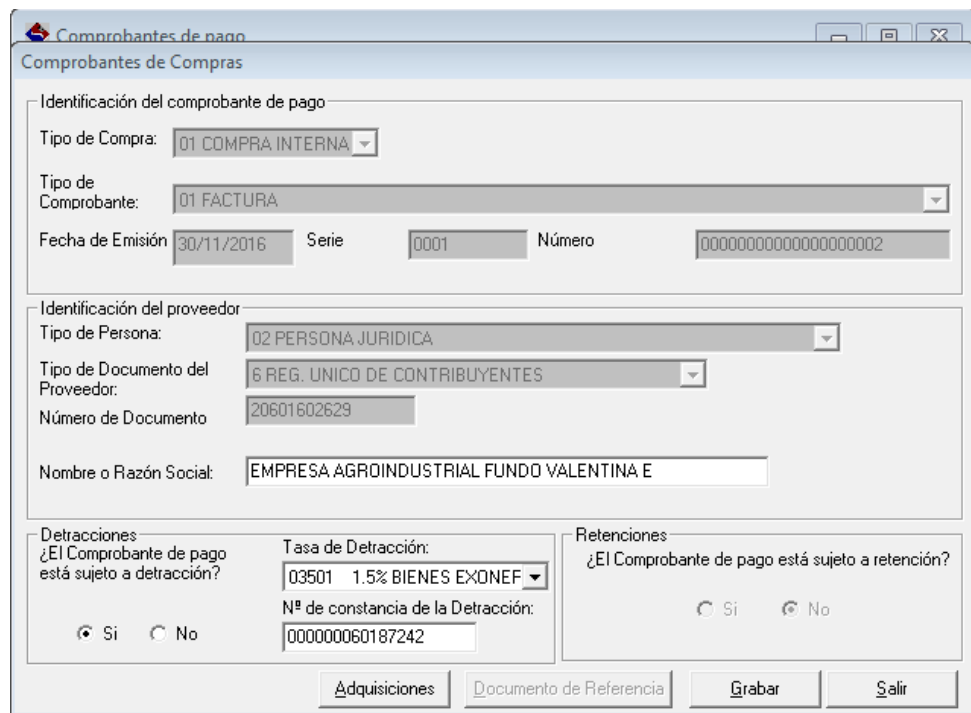 Comprobantes de pago
Comprobantes de Compras
Identificación del comprobante de pago
Tipo de Compra: 01 COMPRA INTERNA
Tipo de Comprobante: 01 FACTURA
Fecha de Emisión 30/11/2016 Serie 0001 Número 00000000000000000002
Identificación del proveedor
Tipo de Persona: 02 PERSONA JURIDICA
Tipo de Documento del Proveedor: 6 REG. UNICO DE CONTRIBUYENTES
Número de Documento 20601602629
Nombre o Razón Social: EMPRESA AGROINDUSTRIAL FUNDO VALENTINA E
Detracciones
¿El Comprobante de pago
está sujeto a detracción?
Si No
Tasa de Detracción:
03501 1.5% BIENES EXONEF
Nº de constancia de la Detracción:
000000060187242
Retenciones
¿El Comprobante de pago está sujeto a retención?
Si No
Adquisiciones Documento de Referencia Grabar Salir